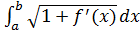 ∫_a^b √(1 + f′(x)) dx